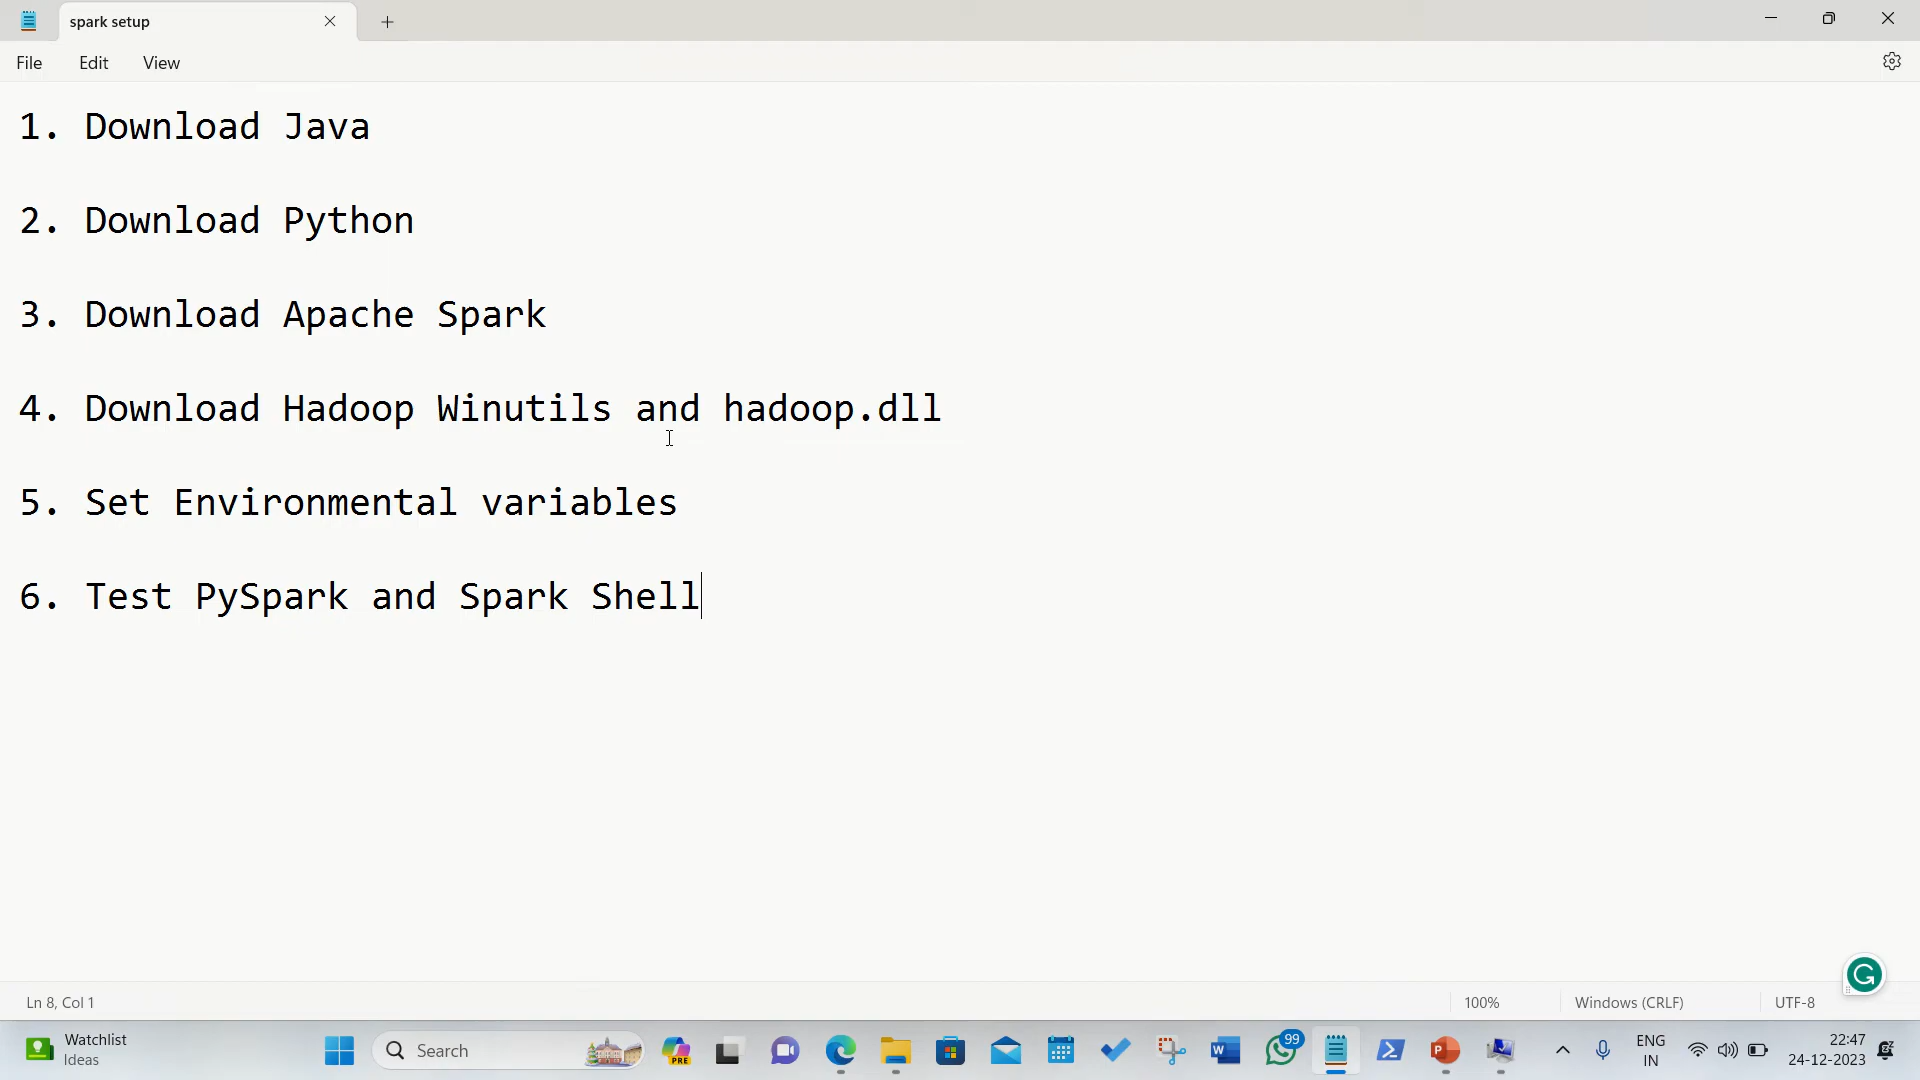 spark setup
File Edit View
1. Download Java
2. Download Python
3. Download Apache Spark
4. Download Hadoop Winutils and hadoop.dll
5. Set Environmental variables
6. Test PySpark and Spark Shell
Ln 8, Col 1 100% Windows (CRLF) UTF-8
Watchlist
Ideas
Search
PRE
99
ENG
IN
22:47
24-12-2023